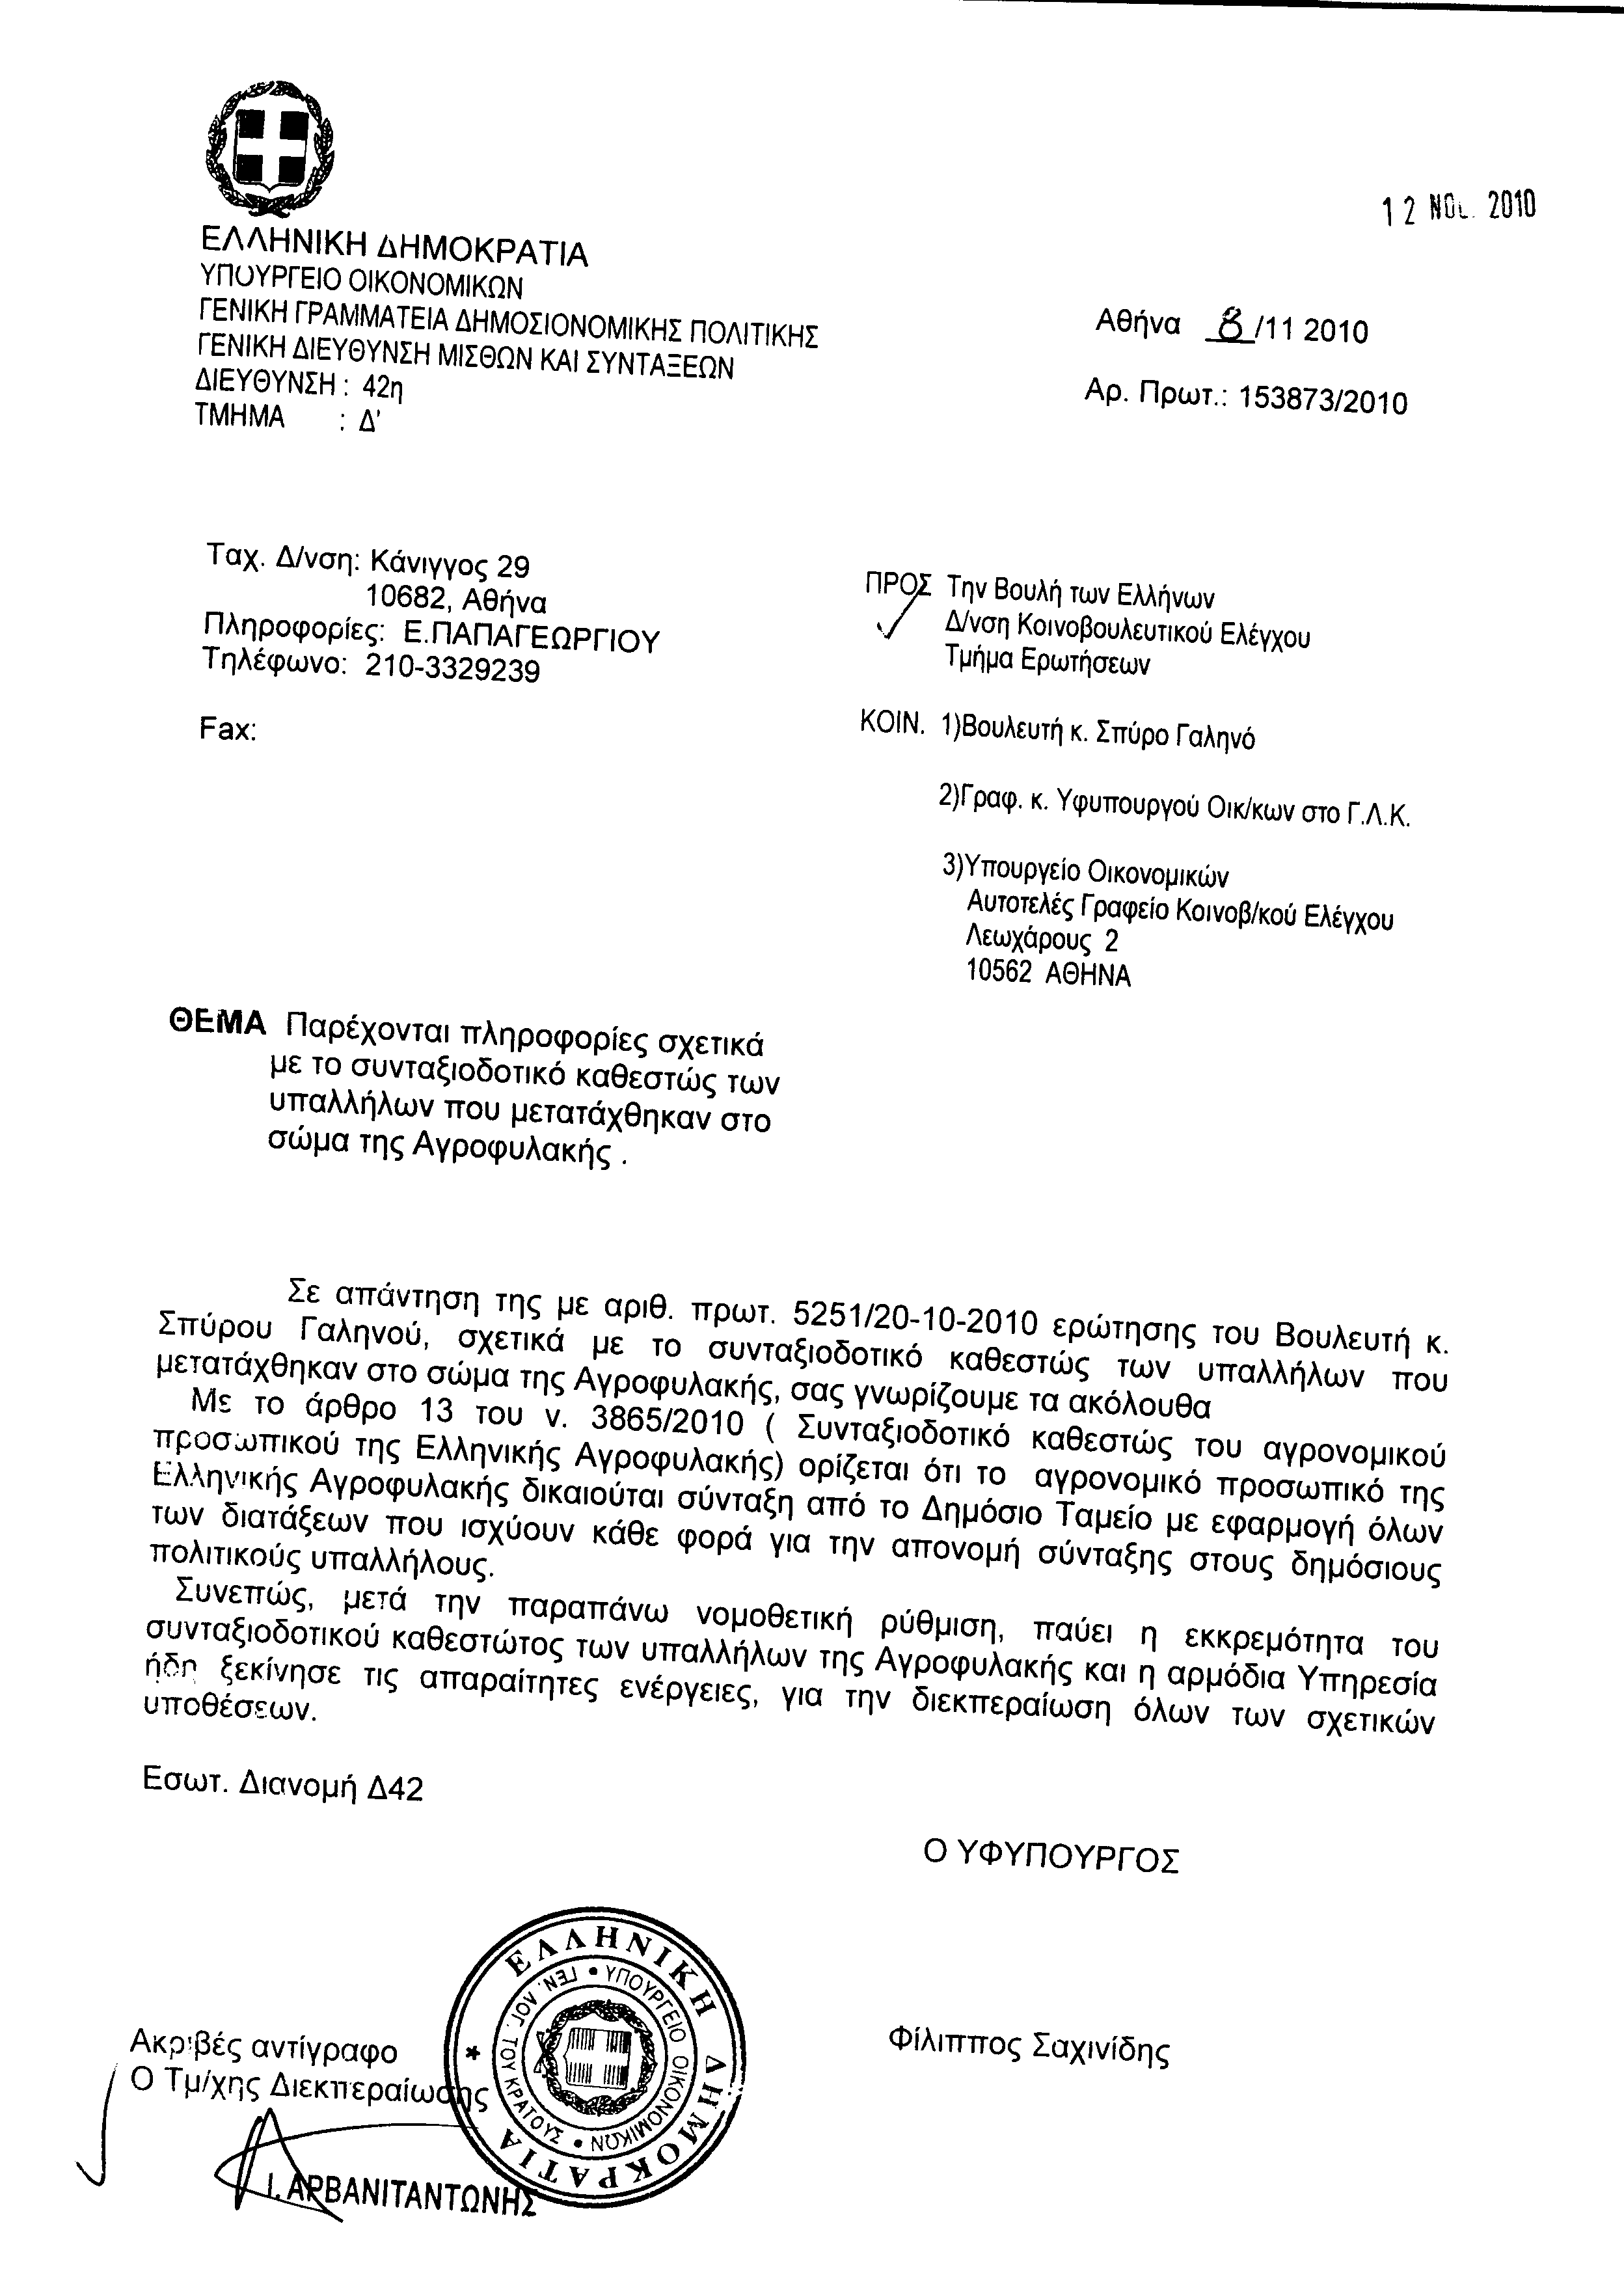 12 2010
ΕΛΛΗΝΙΚΗ ΔΗΜΟΚΡΑΤΙΑ
ΥΠΟΥΡΓΕΙΟ ΟΙΚΟΝΟΜΙΚΩΝ
ΓΕΝΙΚΗ ΓΡΑΜΜΑΤΕΙΑ ΔΗΜΟΣΙΟΝΟΜΙΚΗΣ ΠΟΛΙΤΙΚΗΣ
ΓΕΝΙΚΗ ΔΙΕΥΘΥΝΣΗ ΜΙΣΘΩΝ ΚΑΙ ΣΥΝΤΑΞΕΩΝ
ΔΙΕΥΘΥΝΣΗ : 42η
ΤΜΗΜΑ : Δ'
Αθήνα 8/11 2010
Αρ. Πρωτ.: 153873/2010
Ταχ. Δ/νση: Κάνιγγος 29
10682, Αθήνα
Πληροφορίες: Ε.ΠΑΠΑΓΕΩΡΓΙΟΥ
Τηλέφωνο: 210-3329239
Fax:
ΠΡΟΣ Την Βουλή των Ελλήνων
Δ/νση Κοινοβουλευτικού Ελέγχου
Τμήμα Ερωτήσεων
ΚΟΙΝ. 1)Βουλευτή κ. Σπύρο Γαληνό
2)Γραφ. κ. Υφυπουργού Οικ/κων στο Γ.Λ.Κ.
3)Υπουργείο Οικονομικών
Αυτοτελές Γραφείο Κοινοβ/κού Ελέγχου
Λεωχάρους 2
10562 ΑΘΗΝΑ
ΘΕΜΑ Παρέχονται πληροφορίες σχετικά
με το συνταξιοδοτικό καθεστώς των
υπαλλήλων που μετατάχθηκαν στο
σώμα της Αγροφυλακής .
Σε απάντηση της με αριθ. πρωτ. 5251/20-10-2010 ερώτησης του Βουλευτή κ.
Σπύρου Γαληνού, σχετικά με το συνταξιοδοτικό καθεστώς των υπαλλήλων που
μετατάχθηκαν στο σώμα της Αγροφυλακής, σας γνωρίζουμε τα ακόλουθα
Με το άρθρο 13 του ν. 3865/2010 ( Συνταξιοδοτικό καθεστώς του αγρονομικού
προσωπικού της Ελληνικής Αγροφυλακής) ορίζεται ότι το αγρονομικό προσωπικό της
Ελληνικής Αγροφυλακής δικαιούται σύνταξη από το Δημόσιο Ταμείο με εφαρμογή όλων
των διατάξεων που ισχύουν κάθε φορά για την απονομή σύνταξης στους δημόσιους
πολιτικούς υπαλλήλους.
Συνεπώς, μετά την παραπάνω νομοθετική ρύθμιση, παύει η εκκρεμότητα του
συνταξιοδοτικού καθεστώτος των υπαλλήλων της Αγροφυλακής και η αρμόδια Υπηρεσία
ήδη ξεκίνησε τις απαραίτητες ενέργειες, για την διεκπεραίωση όλων των σχετικών
υποθέσεων.
Εσωτ. Διανομή Δ42
Ο ΥΦΥΠΟΥΡΓΟΣ
ΕΛΛΗΝΙΚΗ ΔΗΜΟΚΡΑΤΙΑ
ΥΠΟΥΡΓΕΙΟ ΟΙΚΟΝΟΜΙΚΩΝ • ΓΕΝ. ΛΟΓ. ΤΟΥ ΚΡΑΤΟΥΣ
Φίλιππος Σαχινίδης
Ακριβές αντίγραφο
Ο Τμ/χης Διεκπεραίωσης
Ι. ΑΡΒΑΝΙΤΑΝΤΩΝΗΣ